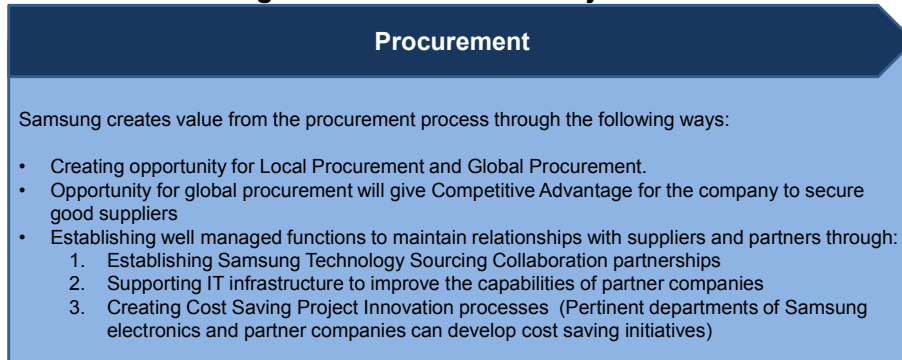 Procurement
Samsung creates value from the procurement process through the following ways:
• Creating opportunity for Local Procurement and Global Procurement.
• Opportunity for global procurement will give Competitive Advantage for the company to secure
good suppliers
• Establishing well managed functions to maintain relationships with suppliers and partners through:
1. Establishing Samsung Technology Sourcing Collaboration partnerships
2. Supporting IT infrastructure to improve the capabilities of partner companies
3. Creating Cost Saving Project Innovation processes (Pertinent departments of Samsung
electronics and partner companies can develop cost saving initiatives)